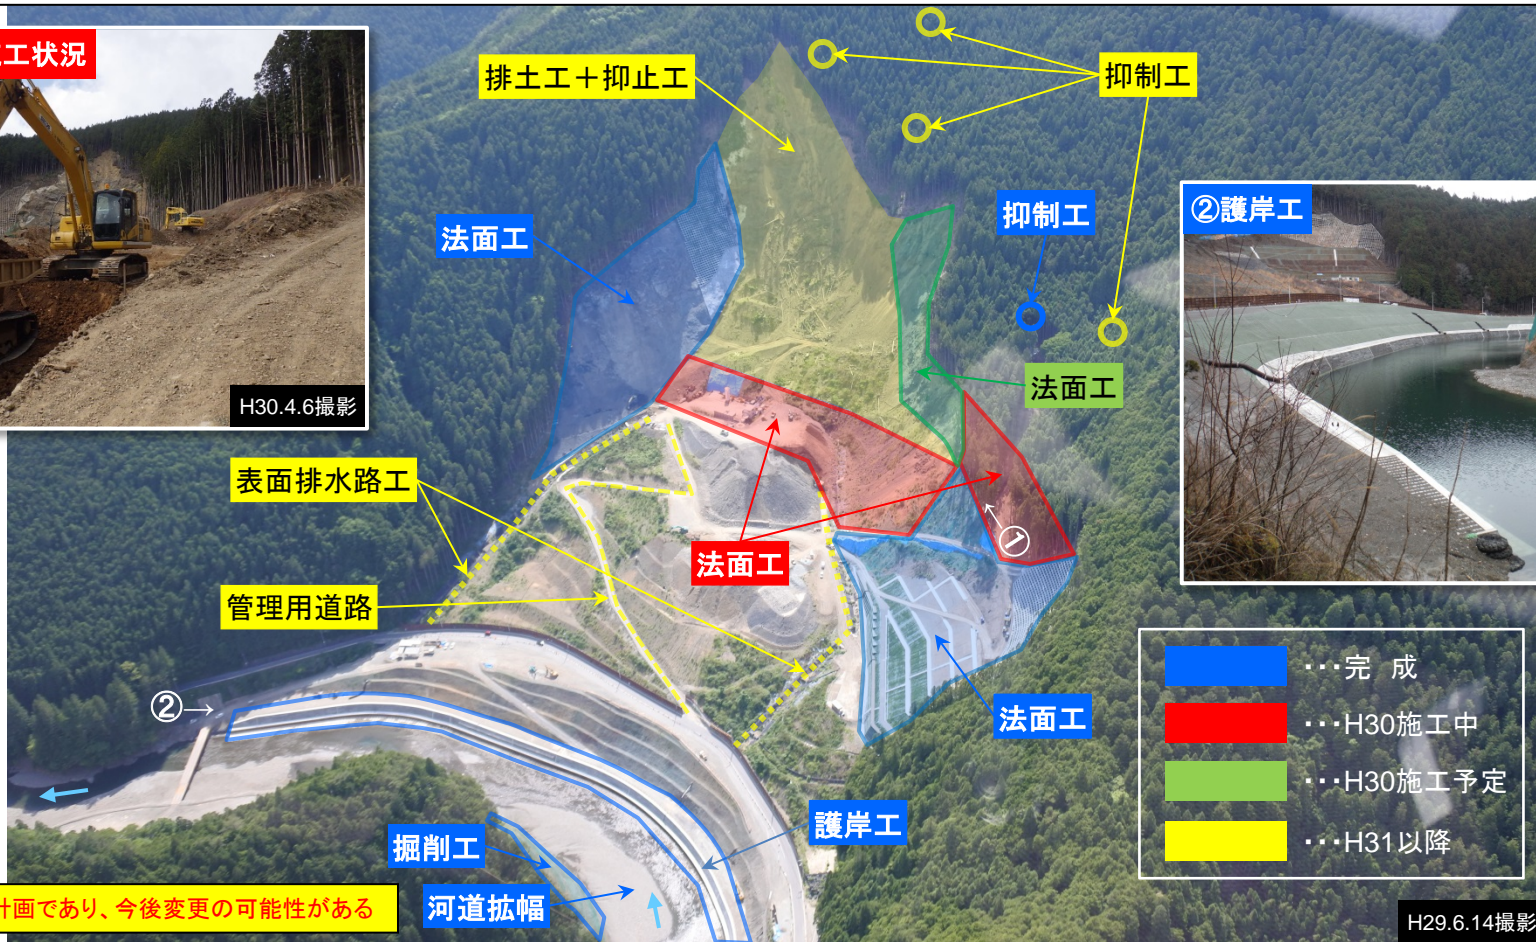 工状況
排土工＋抑止工
抑制工
法面工
抑制工
②護岸工
法面工
H30.4.6撮影
表面排水路工
法面工
①
管理用道路
②→
法面工
護岸工
掘削工
河道拡幅
計画であり、今後変更の可能性がある
･･･完 成
･･･H30施工中
･･･H30施工予定
･･･H31以降
H29.6.14撮影